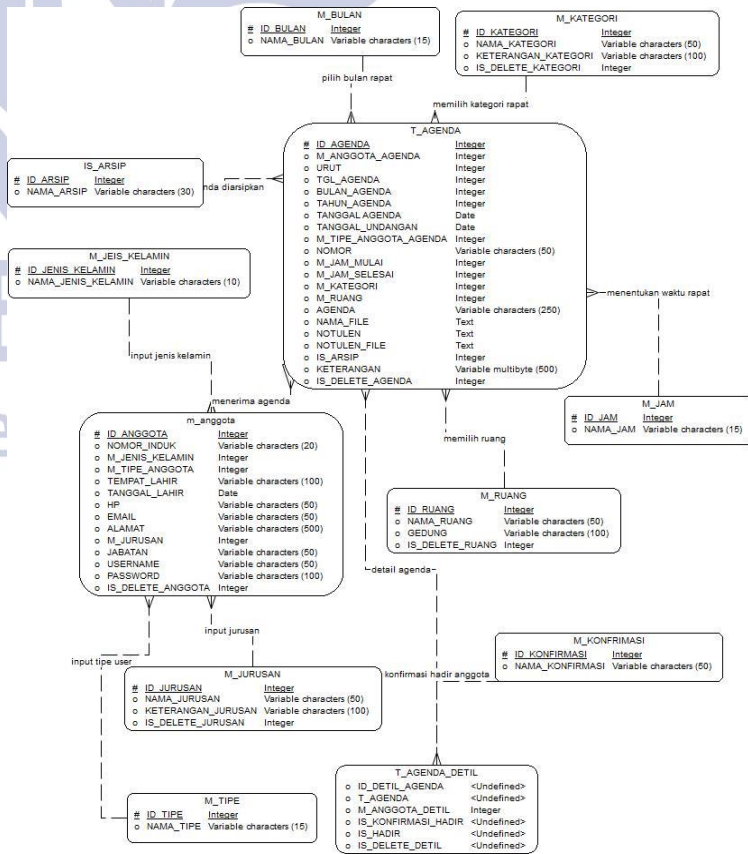 M_BULAN
# ID_BULAN Integer
o NAMA_BULAN Variable characters (15)
M_KATEGORI
# ID_KATEGORI Integer
o NAMA_KATEGORI Variable characters (50)
o KETERANGAN_KATEGORI Variable characters (100)
o IS_DELETE_KATEGORI Integer
pilih bulan rapat
memilih kategori rapat
T_AGENDA
# ID_AGENDA Integer
o M_ANGGOTA_AGENDA Integer
o URUT Integer
o TGL_AGENDA Integer
o BULAN_AGENDA Integer
o TAHUN_AGENDA Integer
o TANGGAL AGENDA Date
o TANGGAL_UNDANGAN Date
o M_TIPE_ANGGOTA_AGENDA Integer
o NOMOR Variable characters (50)
o M_JAM_MULAI Integer
o M_JAM_SELESAI Integer
o M_KATEGORI Integer
o M_RUANG Integer
o AGENDA Variable characters (250)
o NAMA_FILE Text
o NOTULEN Text
o NOTULEN_FILE Text
o IS_ARSIP Integer
o KETERANGAN Variable multibyte (500)
o IS_DELETE_AGENDA Integer
IS_ARSIP
# ID_ARSIP Integer
o NAMA_ARSIP Variable characters (30)
nda diarsipkan
M_JEIS_KELAMIN
# ID_JENIS_KELAMIN Integer
o NAMA_JENIS_KELAMIN Variable characters (10)
menentukan waktu rapat
input jenis kelamin
menerima agenda
M_JAM
# ID_JAM Integer
o NAMA_JAM Variable characters (15)
m_anggota
# ID_ANGGOTA Integer
o NOMOR_INDUK Variable characters (20)
o M_JENIS_KELAMIN Integer
o M_TIPE_ANGGOTA Integer
o TEMPAT_LAHIR Variable characters (100)
o TANGGAL_LAHIR Date
o HP Variable characters (50)
o EMAIL Variable characters (50)
o ALAMAT Variable characters (500)
o M_JURUSAN Integer
o JABATAN Variable characters (50)
o USERNAME Variable characters (50)
o PASSWORD Variable characters (100)
o IS_DELETE_ANGGOTA Integer
memilih ruang
M_RUANG
# ID_RUANG Integer
o NAMA_RUANG Variable characters (50)
o GEDUNG Variable characters (100)
o IS_DELETE_RUANG Integer
detail agenda
input jurusan
input tipe user
M_KONFRIMASI
# ID_KONFIRMASI Integer
o NAMA_KONFIRMASI Variable characters (50)
konfirmasi hadir anggota
M_JURUSAN
# ID_JURUSAN Integer
o NAMA_JURUSAN Variable characters (50)
o KETERANGAN_JURUSAN Variable characters (100)
o IS_DELETE_JURUSAN Integer
M_TIPE
# ID_TIPE Integer
o NAMA_TIPE Variable characters (15)
T_AGENDA_DETIL
o ID_DETIL_AGENDA <Undefined>
o T_AGENDA <Undefined>
o M_ANGGOTA_DETIL Integer
o IS_KONFIRMASI_HADIR <Undefined>
o IS_HADIR <Undefined>
o IS_DELETE_DETIL <Undefined>